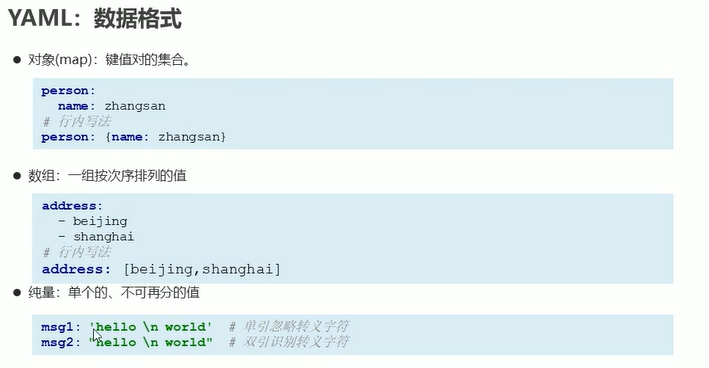 YAML：数据格式
● 对象(map)：键值对的集合。
person:
  name: zhangsan
# 行内写法
person: {name: zhangsan}
● 数组：一组按次序排列的值
address:
  - beijing
  - shanghai
# 行内写法
address: [beijing,shanghai]
● 纯量：单个的、不可再分的值
msg1: 'hello \n world'  # 单引忽略转义字符
msg2: "hello \n world"  # 双引识别转义字符